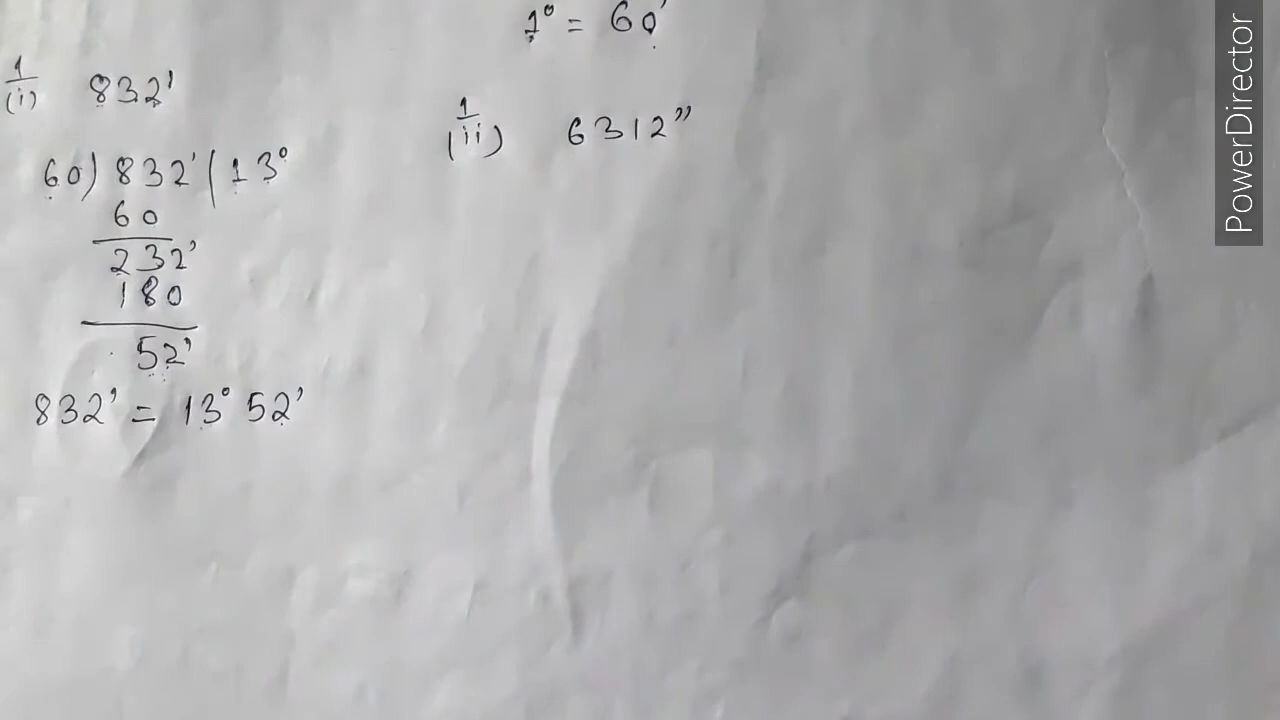 1° = 60'
1
(i) 832'
60) 832' ( 13°
60
232'
180
52'
832' = 13° 52'
1
(ii) 6312"
PowerDirector